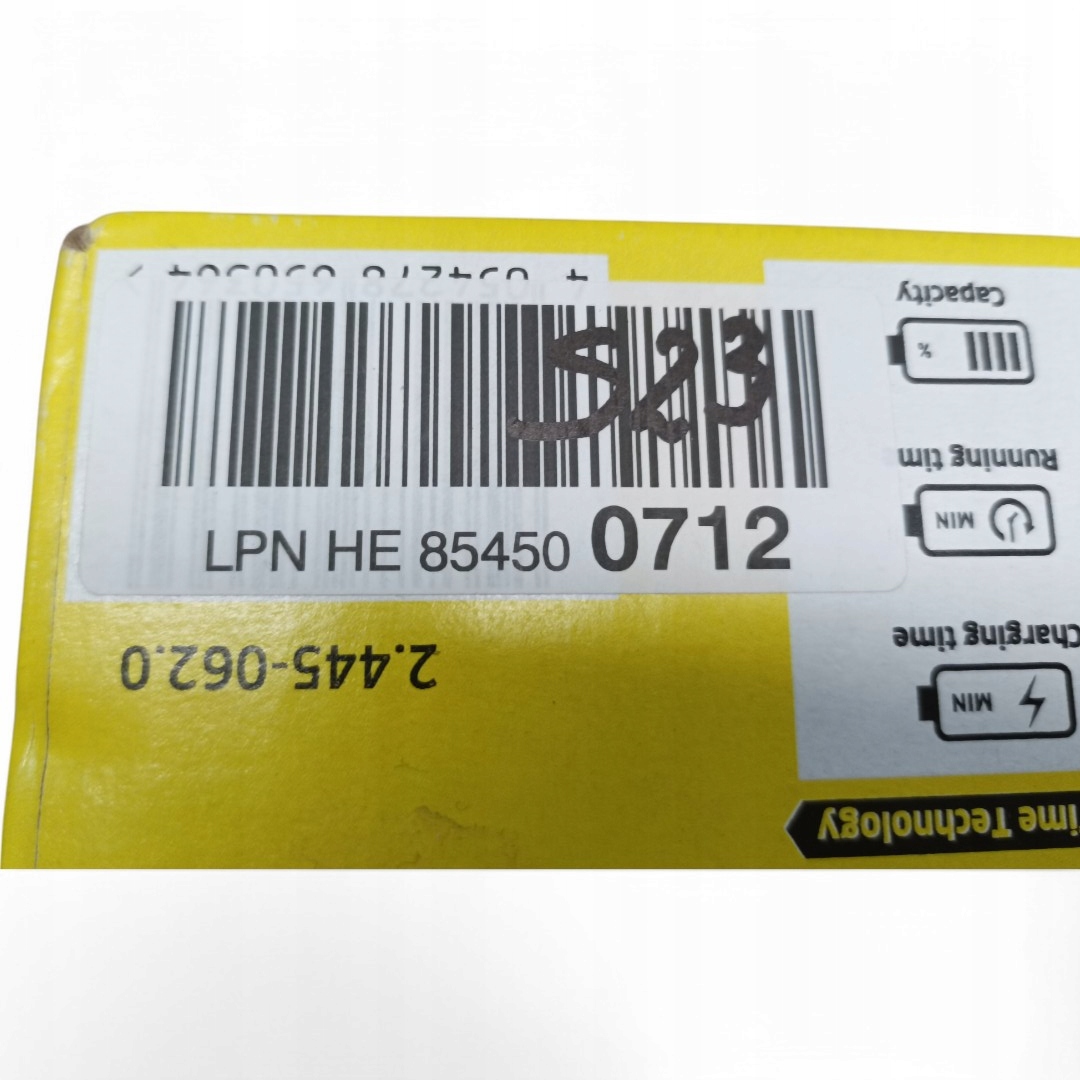 S23
LPN HE 85450 0712
2.445-062.0
Capacity
%
Running tim
MIN
Charging time
MIN
ime Technology